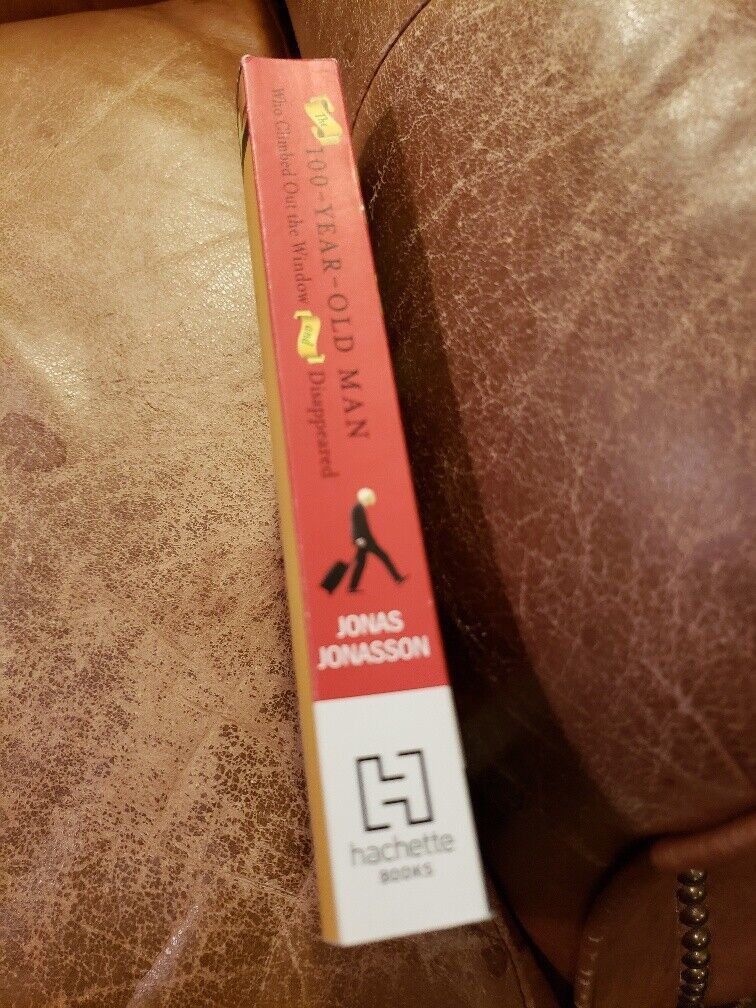 The
100-YEAR-OLD MAN
Who Climbed Out the Window and Disappeared
JONAS
JONASSON
H
hachette
BOOKS